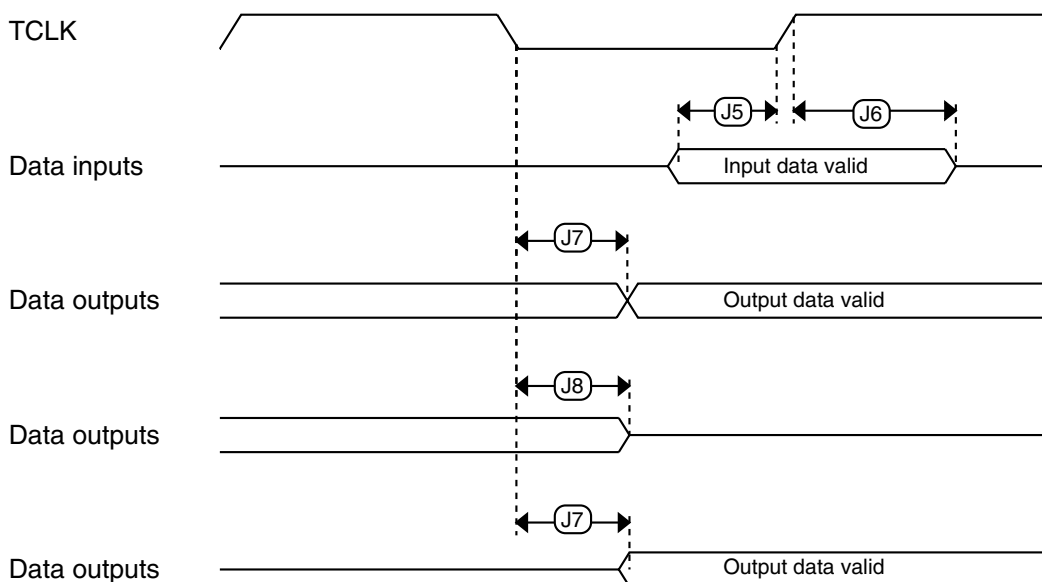 TCLK
J5
J6
Data inputs
Input data valid
J7
Data outputs
Output data valid
J8
Data outputs
J7
Data outputs
Output data valid